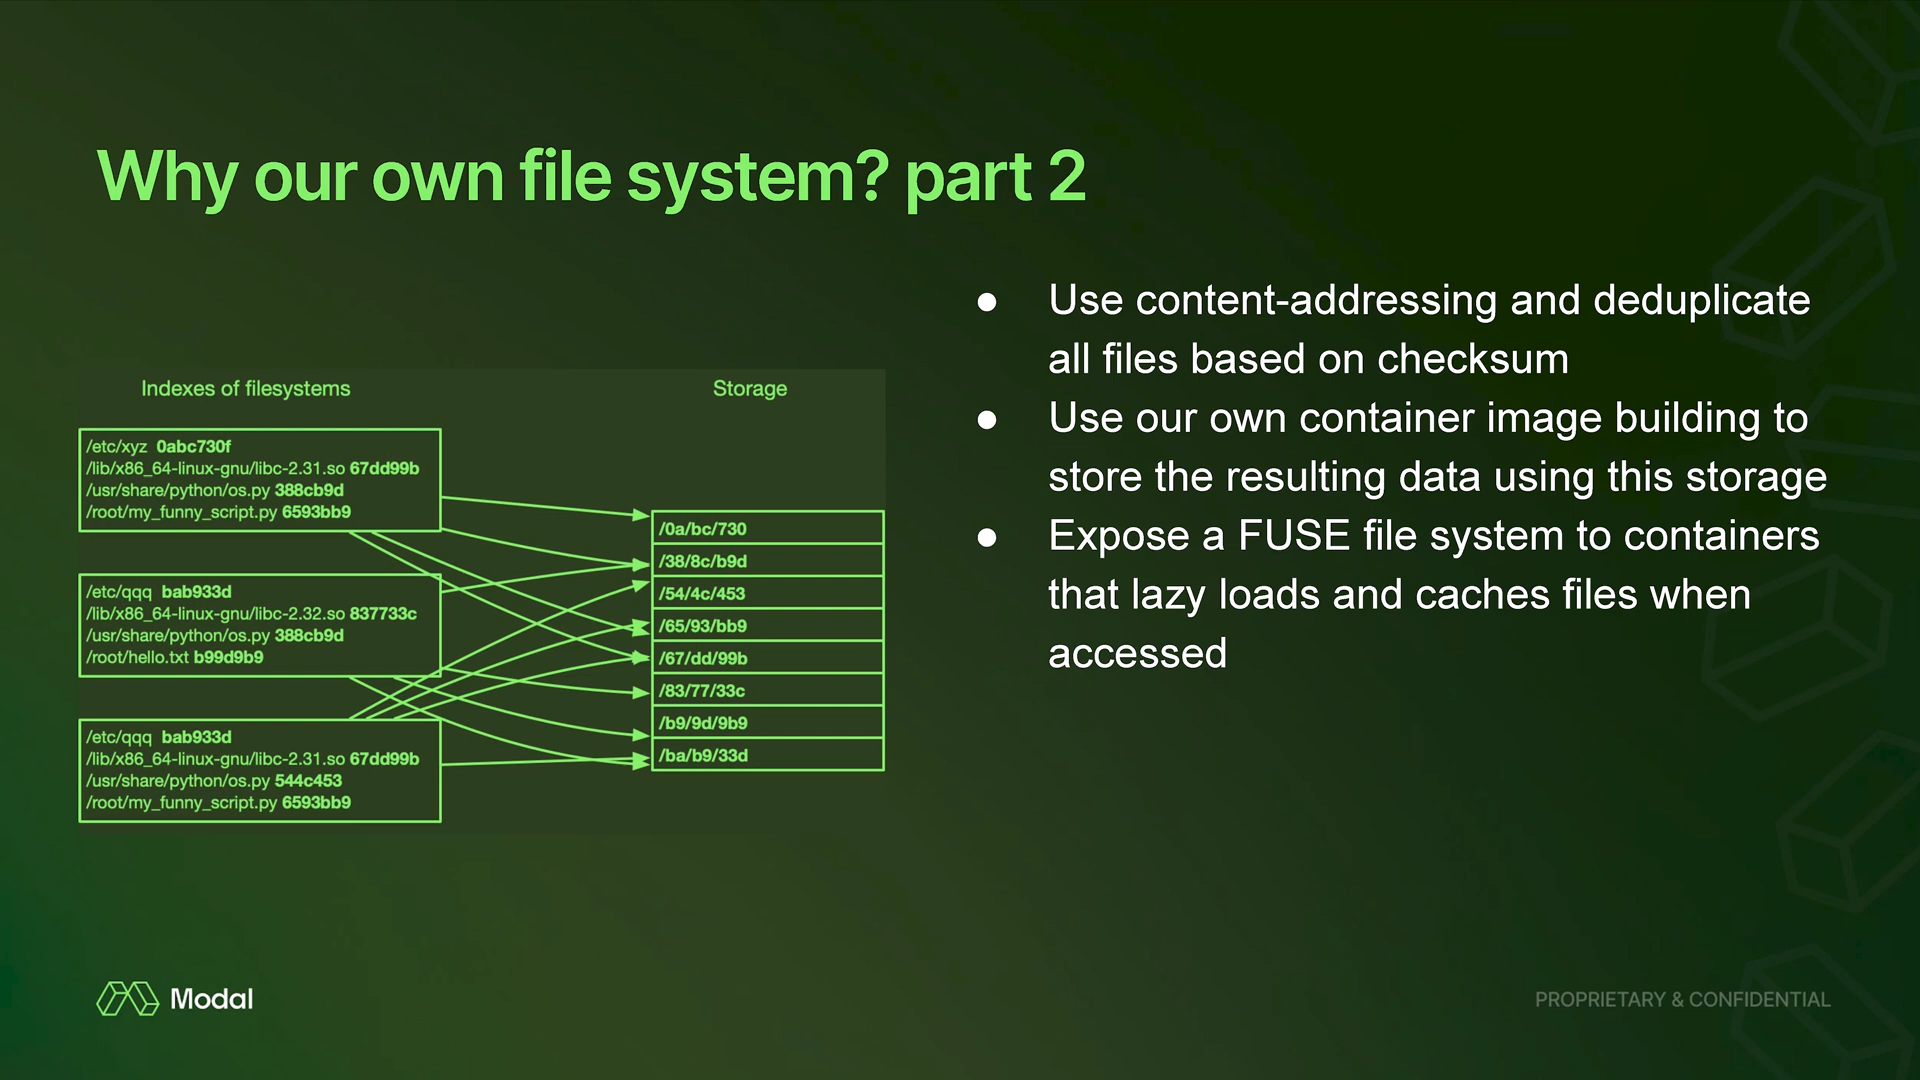 Why our own file system? part 2
Indexes of filesystems
Storage
/etc/xyz 0abc730f
/lib/x86_64-linux-gnu/libc-2.31.so 67dd99b
/usr/share/python/os.py 388cb9d
/root/my_funny_script.py 6593bb9
/etc/qqq bab933d
/lib/x86_64-linux-gnu/libc-2.32.so 837733c
/usr/share/python/os.py 388cb9d
/root/hello.txt b99d9b9
/etc/qqq bab933d
/lib/x86_64-linux-gnu/libc-2.31.so 67dd99b
/usr/share/python/os.py 544c453
/root/my_funny_script.py 6593bb9
/0a/bc/730
/38/8c/b9d
/54/4c/453
/65/93/bb9
/67/dd/99b
/83/77/33c
/b9/9d/9b9
/ba/b9/33d
● Use content-addressing and deduplicate
all files based on checksum
● Use our own container image building to
store the resulting data using this storage
● Expose a FUSE file system to containers
that lazy loads and caches files when
accessed
Modal
PROPRIETARY & CONFIDENTIAL